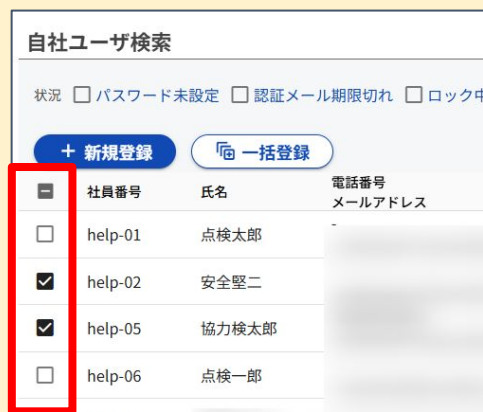 自社ユーザ検索
状況 パスワード未設定 認証メール期限切れ ロック中
+ 新規登録 一括登録
社員番号 氏名 電話番号
メールアドレス
help-01 点検太郎 -
help-02 安全堅二
help-05 協力検太郎
help-06 点検一郎